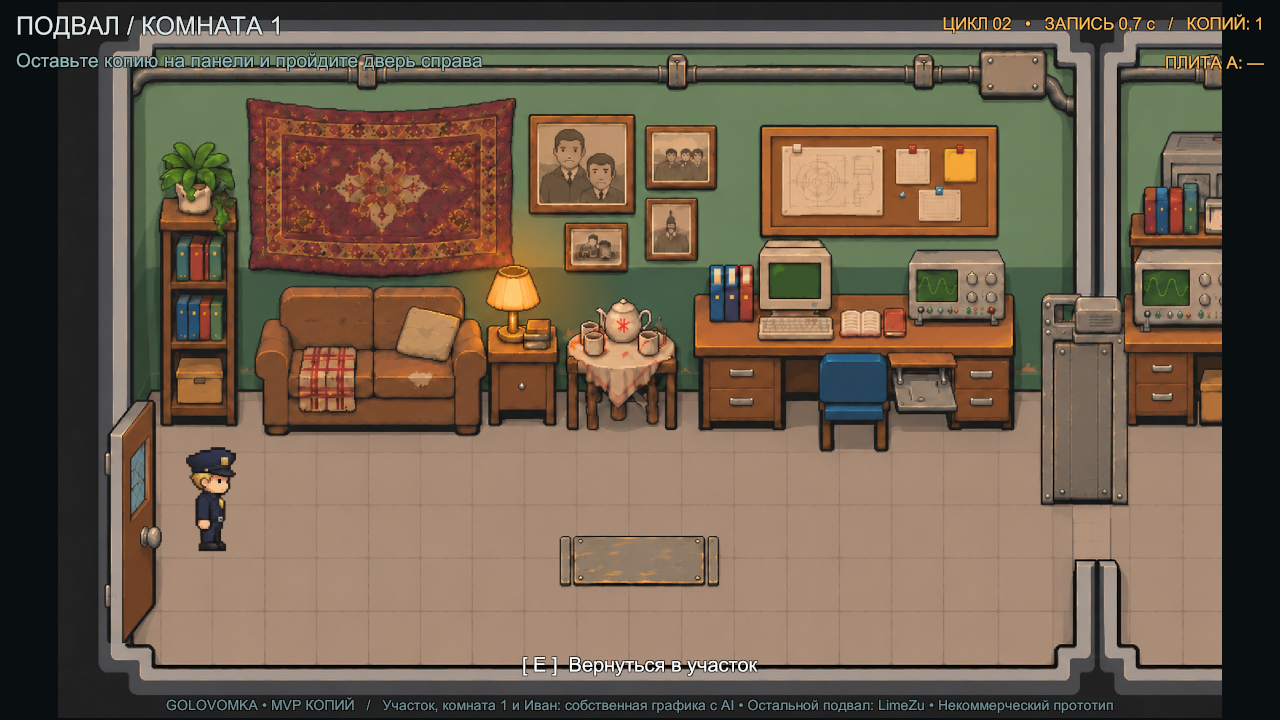 ПОДВАЛ / КОМНАТА 1
ЦИКЛ 02 • ЗАПИСЬ 0,7 с / КОПИЙ: 1
Оставьте копию на панели и пройдите дверь справа
ПЛИТА A: —
[ E ] Вернуться в участок
GOLOVOMKA • MVP КОПИЙ / Участок, комната 1 и Иван: собственная графика с AI • Остальной подвал: LimeZu • Некоммерческий прототип